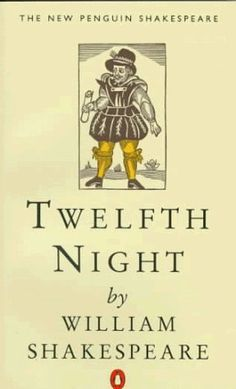 THE NEW PENGUIN SHAKESPEARE
TWELFTH
NIGHT
by
WILLIAM
SHAKESPEARE